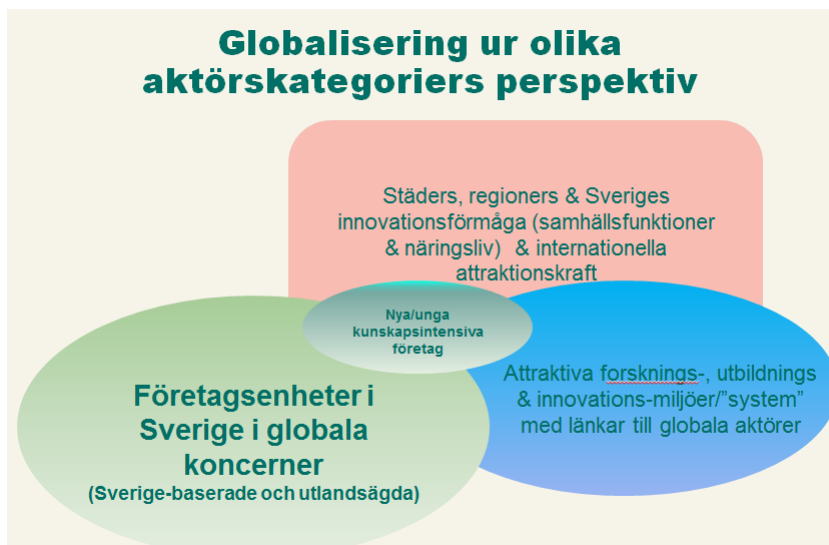 Globalisering ur olika
aktörskategoriers perspektiv
Städers, regioners & Sveriges
innovationsförmåga (samhällsfunktioner
& näringsliv) & internationella
attraktionskraft
Nya/unga
kunskapsintensiva
företag
Attraktiva forsknings-, utbildnings
& innovations-miljöer/"system"
med länkar till globala aktörer
Företagsenheter i
Sverige i globala
koncerner
(Sverige-baserade och utlandsägda)